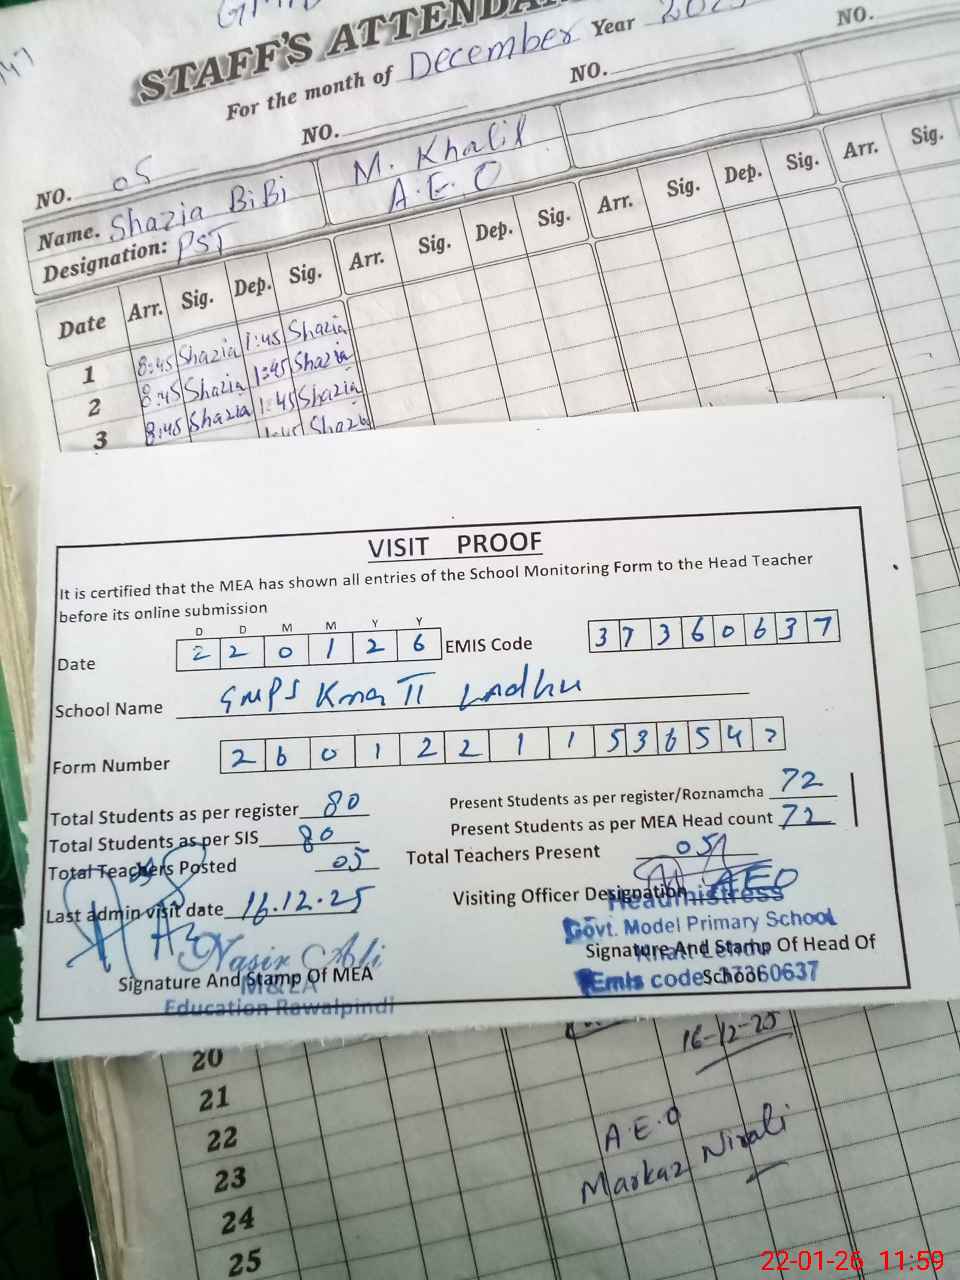 STAFF'S ATTENDA
For the month of December Year
NO. 05 NO. NO. NO.
Name. Shazia BiBi M. Khalil
Designation: PST A.E.O
Date Arr. Sig. Dep. Sig. Arr. Sig. Dep. Sig. Arr. Sig. Dep. Sig. Arr. Sig.
1 8:45 Shazia 1:45 Shazia
2 8:45 Shazia 1:45 Shazia
3 8:45 Shazia 1:45 Shazia
VISIT PROOF
It is certified that the MEA has shown all entries of the School Monitoring Form to the Head Teacher
before its online submission
D D M M Y Y
Date 2 2 0 1 2 6 EMIS Code 3 7 3 6 0 6 3 7
School Name GMPS
Form Number 2 6 0 1 2 2 1 1 5 3 6 5 4
Total Students as per register 80 Present Students as per register/Roznamcha 72
Total Students as per SIS 80 Present Students as per MEA Head count 72
Total Teachers Posted 05 Total Teachers Present 05
Last admin visit date 16.12.25 Visiting Officer Designation AEO
Headmistress
Govt. Model Primary School
Nasir Ali Signature And Stamp Of Head Of
Signature And Stamp Of MEA School
M&EA Emis code: 37360637
Education Rawalpindi
20 16-12-25
21
22 A.E.O
23 Markaz Nirali
24
25
22-01-26 11:59